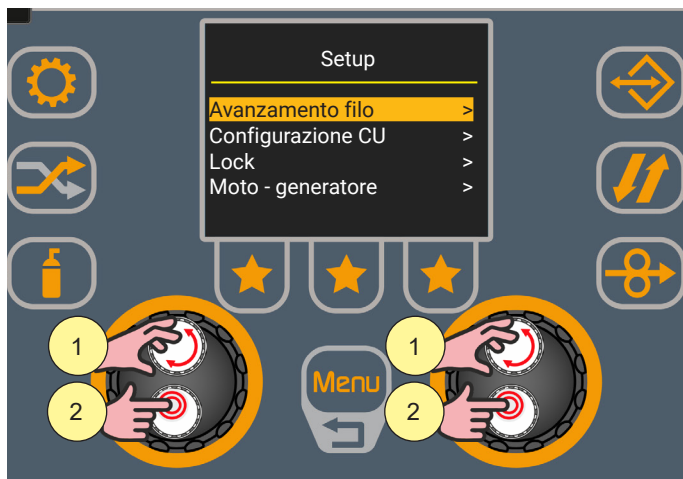 Setup
Avanzamento filo >
Configurazione CU >
Lock >
Moto - generatore >
1
1
Menu
2
2